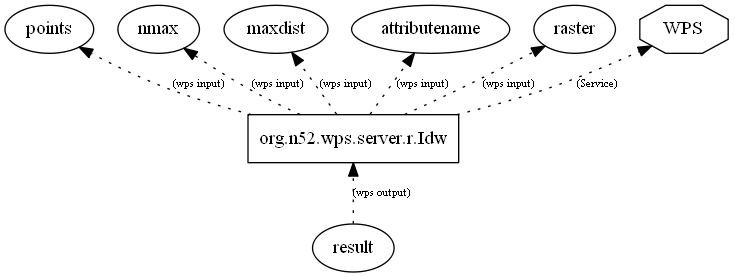 points
nmax
maxdist
attributename
raster
WPS
(wps input)
(wps input)
(wps input)
(wps input)
(wps input)
(Service)
org.n52.wps.server.r.Idw
(wps output)
result